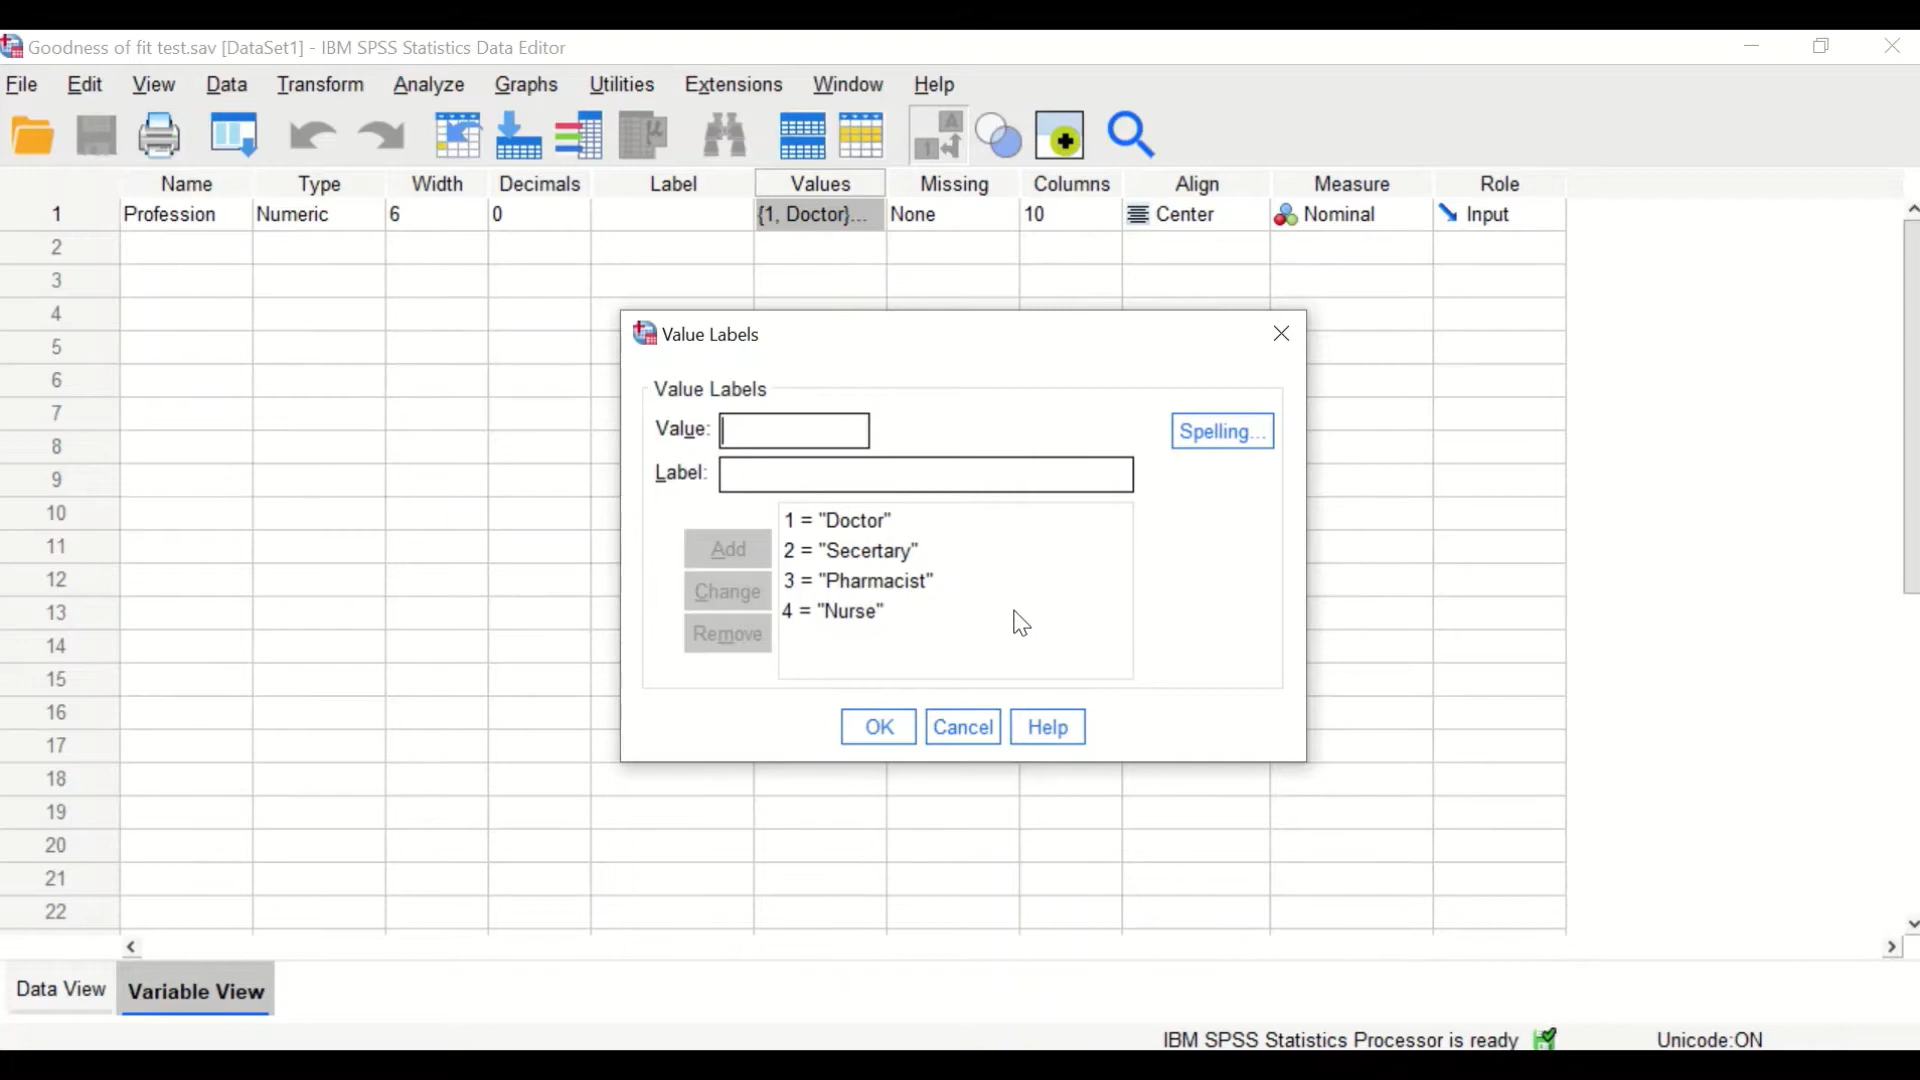 Goodness of fit test.sav [DataSet1] - IBM SPSS Statistics Data Editor
File Edit View Data Transform Analyze Graphs Utilities Extensions Window Help
Name Type Width Decimals Label Values Missing Columns Align Measure Role
1 Profession Numeric 6 0 {1, Doctor}... None 10 Center Nominal Input
2
3
4
5
6
7
8
9
10
11
12
13
14
15
16
17
18
19
20
21
22
Value Labels
Value Labels
Value:
Spelling...
Label:
1 = "Doctor"
2 = "Secertary"
3 = "Pharmacist"
4 = "Nurse"
Add
Change
Remove
OK Cancel Help
Data View Variable View
IBM SPSS Statistics Processor is ready Unicode:ON